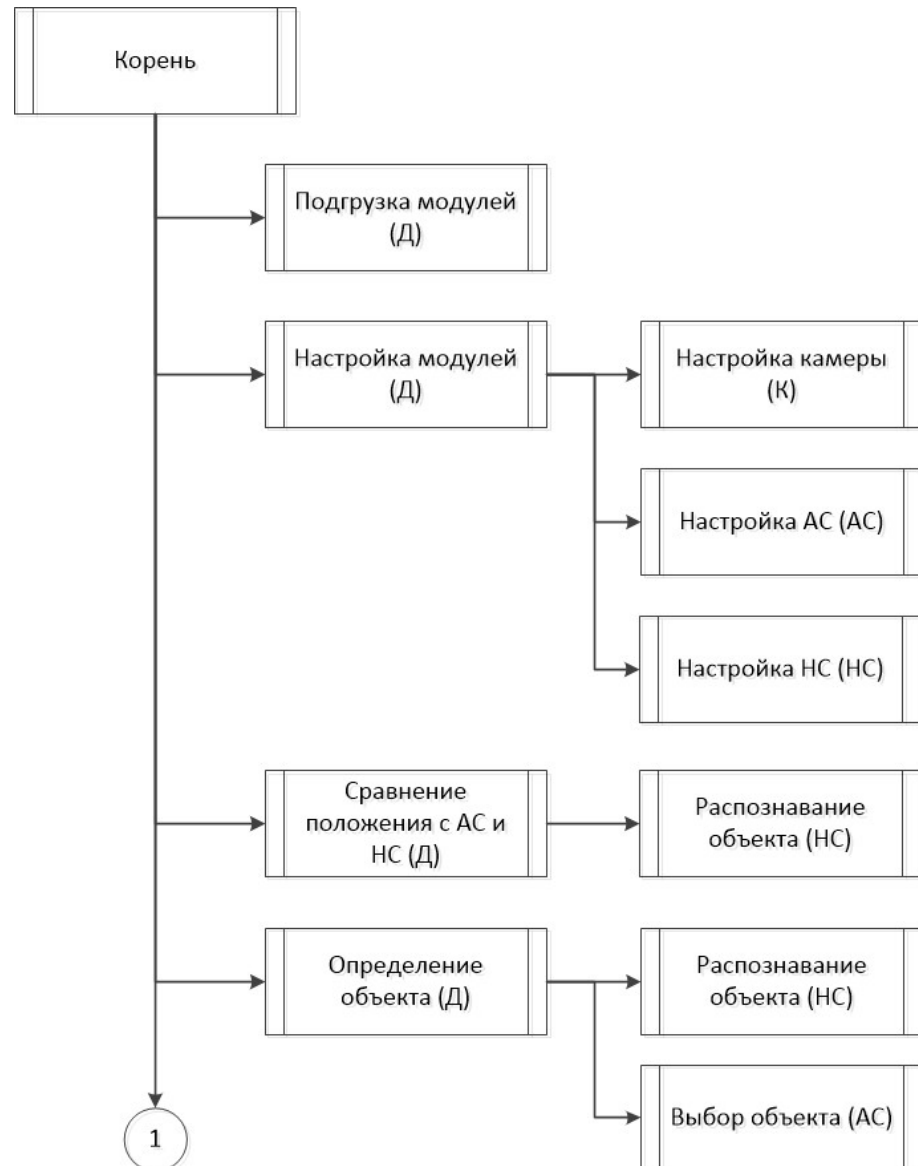 Корень
Подгрузка модулей
(Д)
Настройка модулей
(Д)
Настройка камеры
(К)
Настройка АС (АС)
Настройка НС (НС)
Сравнение
положения с АС и
НС (Д)
Распознавание
объекта (НС)
Определение
объекта (Д)
Распознавание
объекта (НС)
Выбор объекта (АС)
1